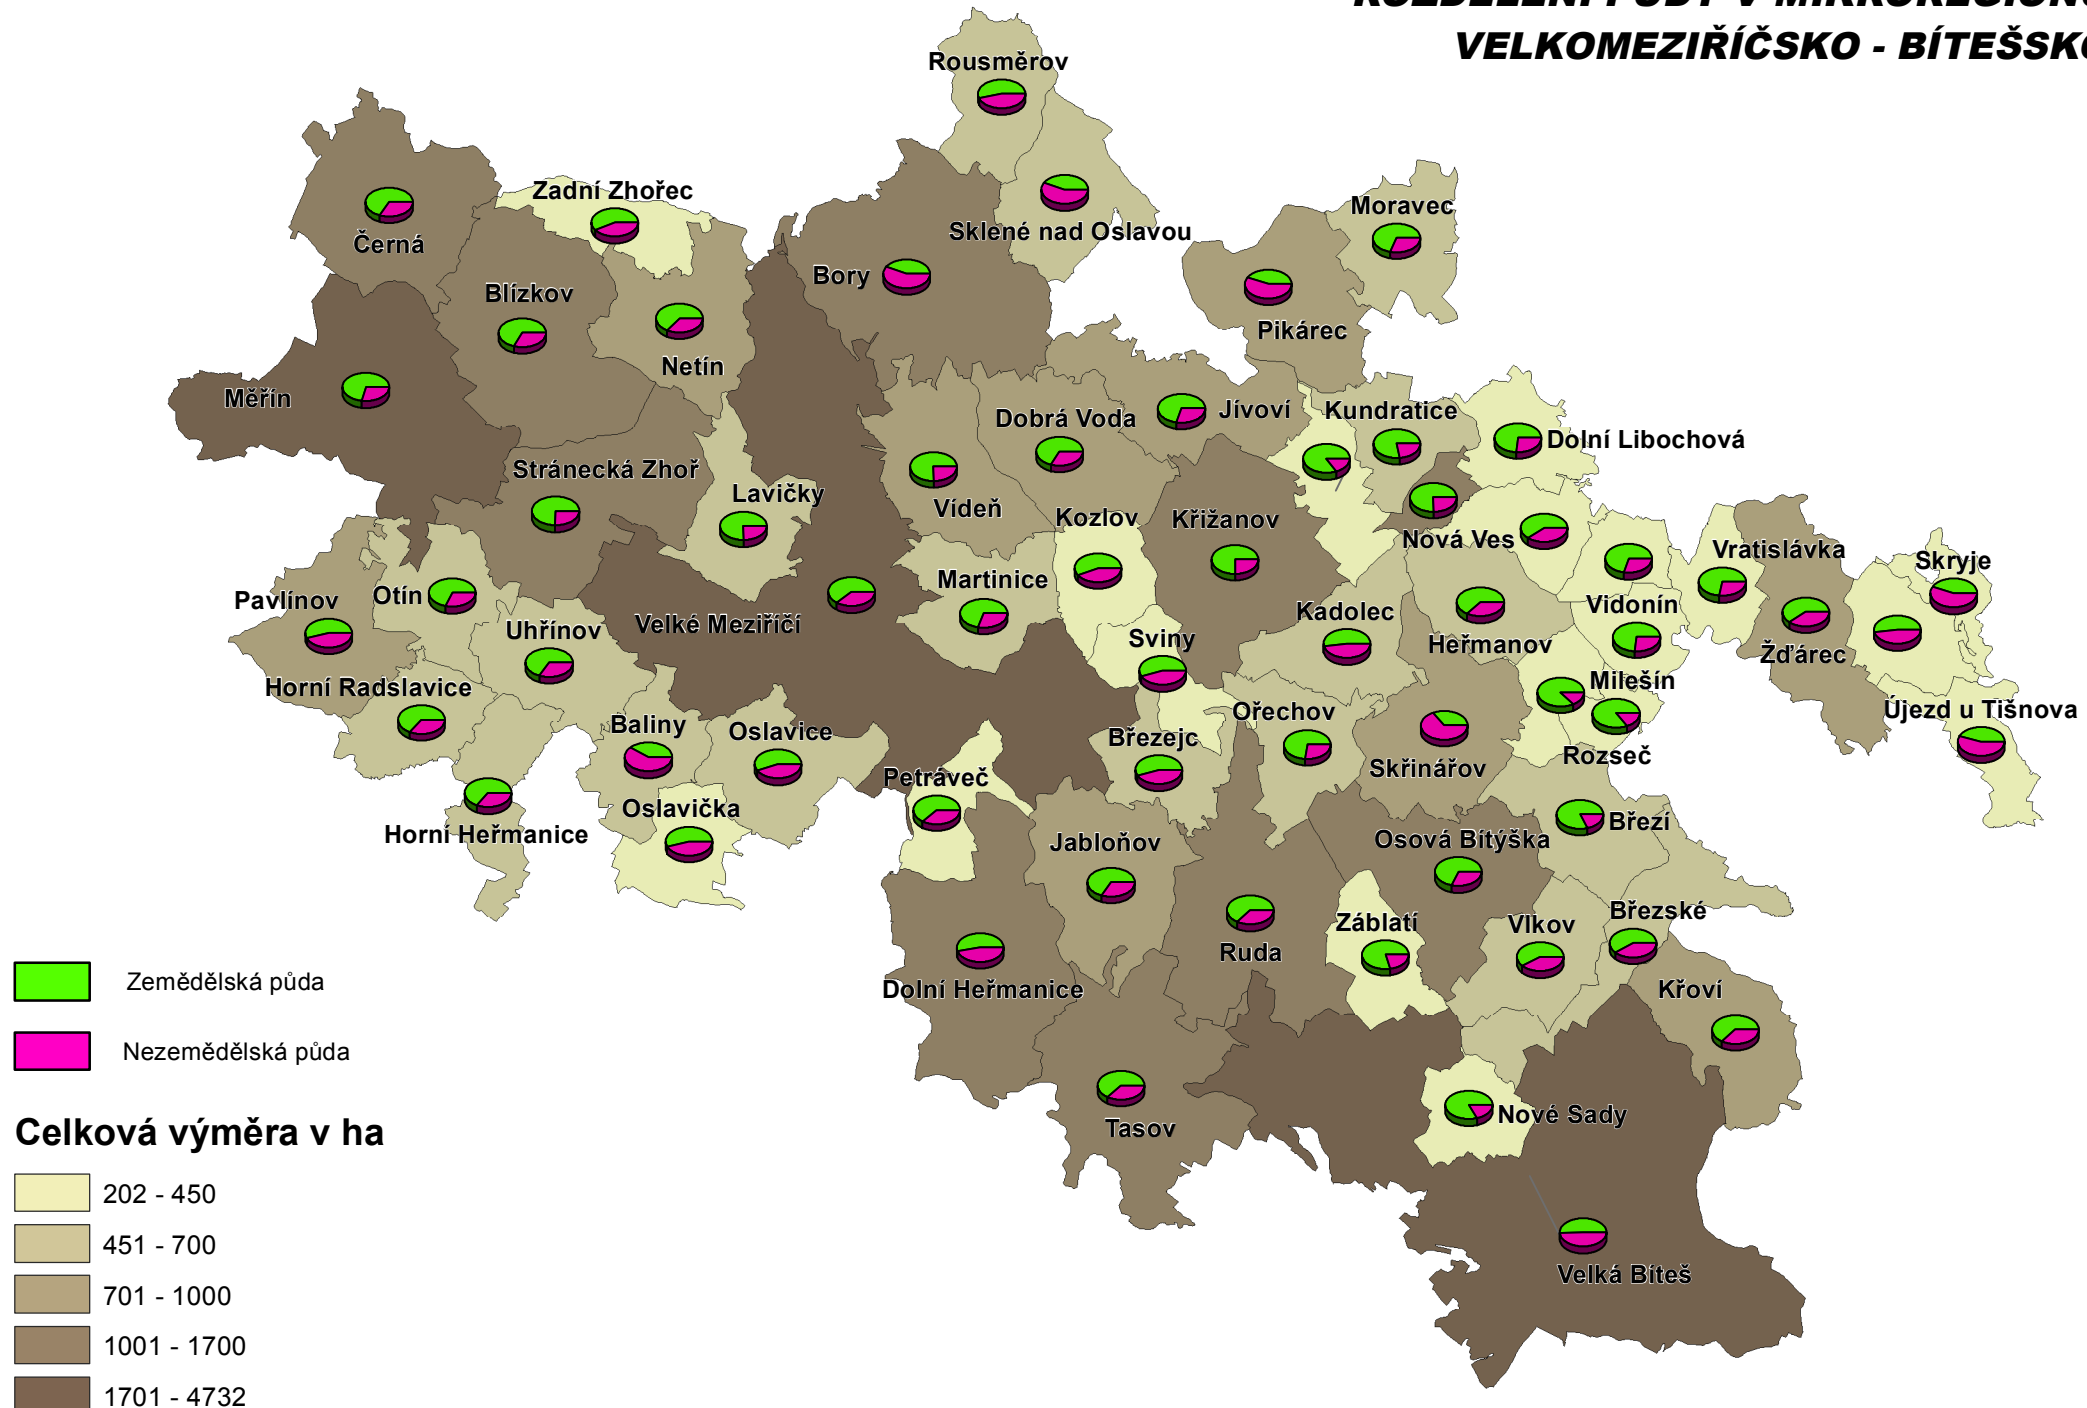 VELKOMEZIŘÍČSKO - BÍTEŠSKO
Rousměrov
Zadní Zhořec
Moravec
Černá
Sklené nad Oslavou
Bory
Blízkov
Pikárec
Netín
Měřín
Jívoví
Kundratice
Dobrá Voda
Dolní Libochová
Stránecká Zhoř
Lavičky
Vídeň
Kozlov
Křižanov
Nová Ves
Vratislávka
Skryje
Martinice
Otín
Pavlínov
Vidonín
Kadolec
Uhřínov
Velké Meziříčí
Sviny
Heřmanov
Žďárec
Milešín
Horní Radslavice
Újezd u Tišnova
Ořechov
Baliny
Oslavice
Březejc
Rozseč
Skřinářov
Petráveč
Oslavička
Březí
Horní Heřmanice
Osová Bítýška
Jabloňov
Březské
Záblatí
Vlkov
Ruda
Dolní Heřmanice
Křoví
Zemědělská půda
Nezemědělská půda
Nové Sady
Tasov
Velká Bíteš
Celková výměra v ha
202 - 450
451 - 700
701 - 1000
1001 - 1700
1701 - 4732